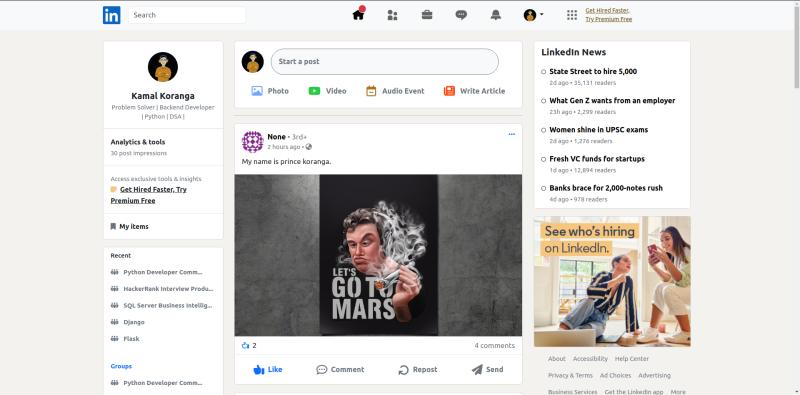 in
Search
Get Hired Faster,
Try Premium Free
Kamal Koranga
Problem Solver | Backend Developer
| Python | DSA |
Analytics & tools
30 post impressions
Access exclusive tools & insights
Get Hired Faster, Try
Premium Free
My items
Recent
Python Developer Comm...
HackerRank Interview Produ...
SQL Server Business Intellig...
Django
Flask
Groups
Python Developer Comm...
Start a post
Photo
Video
Audio Event
Write Article
None • 3rd+
2 hours ago •
My name is prince koranga.
LET'S
GO TO
MARS
2
4 comments
Like
Comment
Repost
Send
LinkedIn News
State Street to hire 5,000
2d ago • 35,131 readers
What Gen Z wants from an employer
23h ago • 2,299 readers
Women shine in UPSC exams
2d ago • 1,276 readers
Fresh VC funds for startups
1d ago • 12,894 readers
Banks brace for 2,000-notes rush
4d ago • 978 readers
See who's hiring
on LinkedIn.
About Accessibility Help Center
Privacy & Terms Ad Choices Advertising
Business Services Get the LinkedIn app More